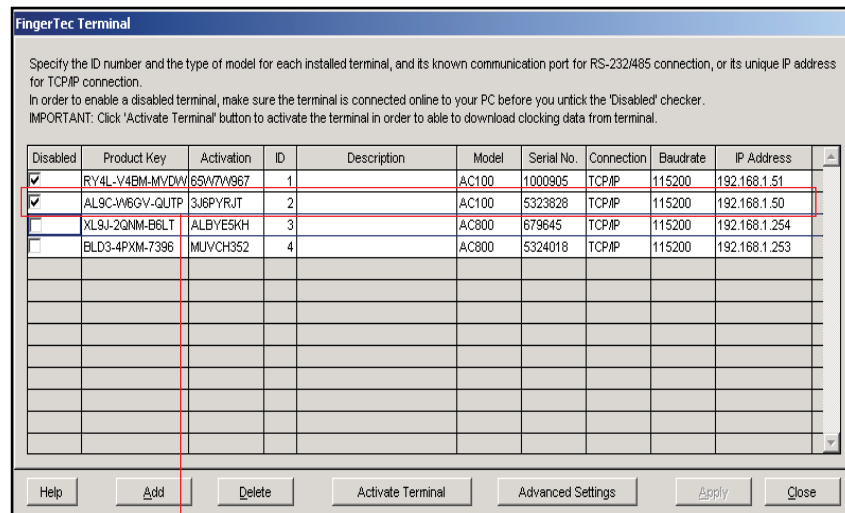 FingerTec Terminal
Specify the ID number and the type of model for each installed terminal, and its known communication port for RS-232/485 connection, or its unique IP address
for TCP/IP connection.
In order to enable a disabled terminal, make sure the terminal is connected online to your PC before you untick the 'Disabled' checker.
IMPORTANT: Click 'Activate Terminal' button to activate the terminal in order to able to download clocking data from terminal.
Disabled Product Key Activation ID Description Model Serial No. Connection Baudrate IP Address
RY4L-V4BM-MVDW 65W7W967 1 AC100 1000905 TCP/IP 115200 192.168.1.51
AL9C-W6GV-QUTP 3J6PYRJT 2 AC100 5323828 TCP/IP 115200 192.168.1.50
XL9J-2QNM-B6LT ALBYE5KH 3 AC800 679645 TCP/IP 115200 192.168.1.254
BLD3-4PXM-7396 MUVCH352 4 AC800 5324018 TCP/IP 115200 192.168.1.253
Help Add Delete Activate Terminal Advanced Settings Apply Close